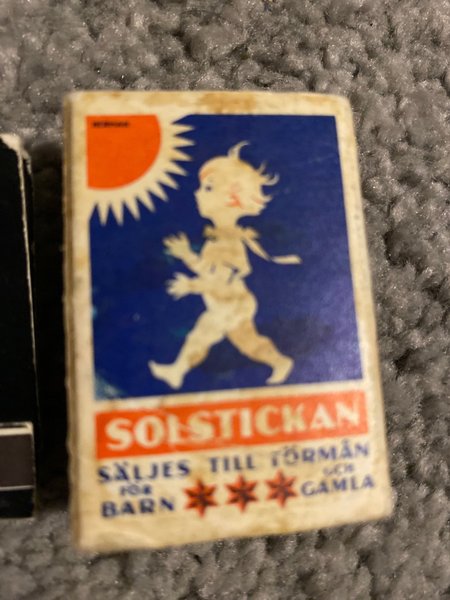 SOLSTICKAN
SÄLJES TILL FÖRMÅN
FÖR BARN OCH GAMLA